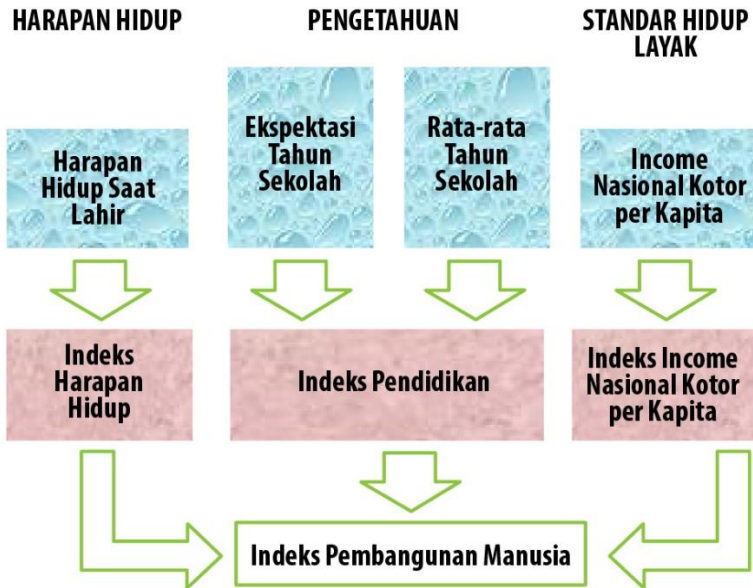 HARAPAN HIDUP
PENGETAHUAN
STANDAR HIDUP
LAYAK
Harapan
Hidup Saat
Lahir
Ekspektasi
Tahun
Sekolah
Rata-rata
Tahun
Sekolah
Income
Nasional Kotor
per Kapita
Indeks
Harapan
Hidup
Indeks Pendidikan
Indeks Income
Nasional Kotor
per Kapita
Indeks Pembangunan Manusia